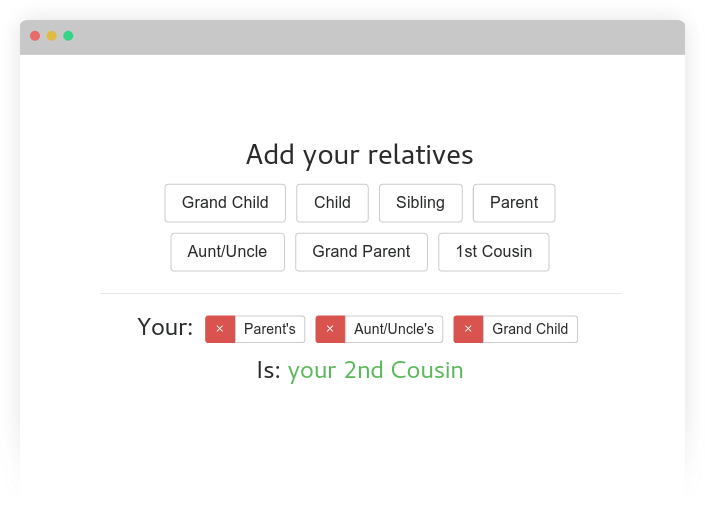 Add your relatives
Grand Child Child Sibling Parent
Aunt/Uncle Grand Parent 1st Cousin
Your: × Parent's × Aunt/Uncle's × Grand Child
Is: your 2nd Cousin